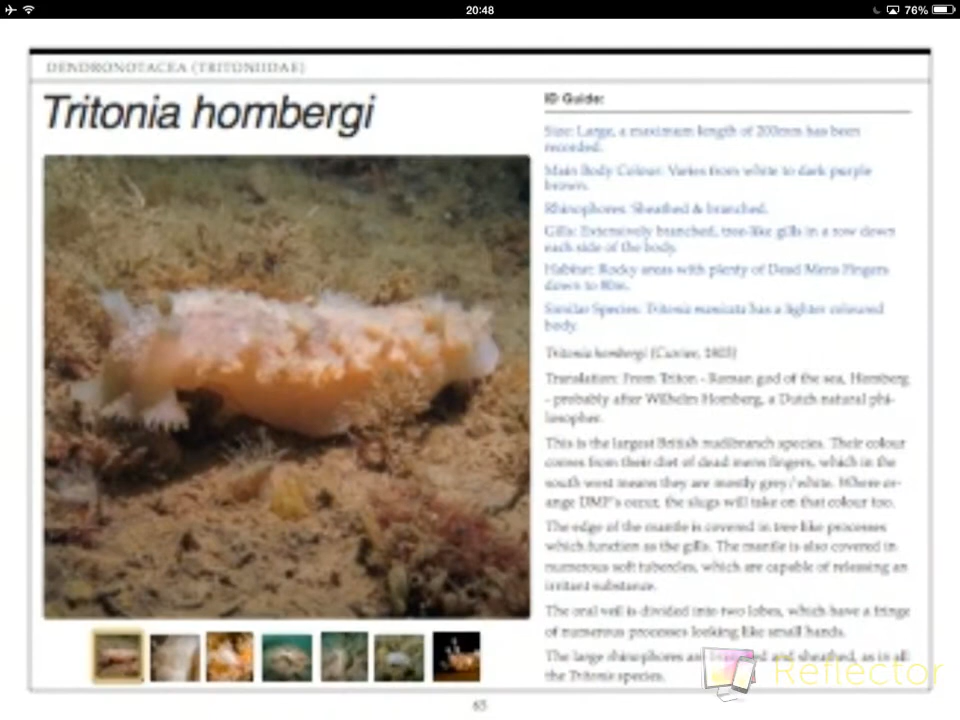 20:48
76%
DENDRONOTACEA (TRITONIIDAE)
Tritonia hombergi
ID Guide:
Size: Large, a maximum length of 200mm has been
recorded.
Main Body Colour: Varies from white to dark purple
brown.
Rhinophores: Sheathed & branched.
Gills: Extensively branched, tree-like gills in a row down
each side of the body.
Habitat: Rocky areas with plenty of Dead Mens Fingers
down to 80m.
Similar Species: Tritonia manicata has a lighter coloured
body.
Tritonia hombergi (Cuvier, 1803)
Translation: From Triton - Roman god of the sea, Homberg
- probably after Wilhelm Homberg, a Dutch natural phi-
losopher.
This is the largest British nudibranch species. Their colour
comes from their diet of dead mens fingers, which in the
south west means they are mostly grey/white. Where or-
ange DMF's occur, the slugs will take on that colour too.
The edge of the mantle is covered in tree like processes
which function as the gills. The mantle is also covered in
numerous soft tubercles, which are capable of releasing an
irritant substance.
The oral veil is divided into two lobes, which have a fringe
of numerous processes looking like small hands.
The large rhinophores are and sheathed, as in all
the Tritonia species.
Reflector
65